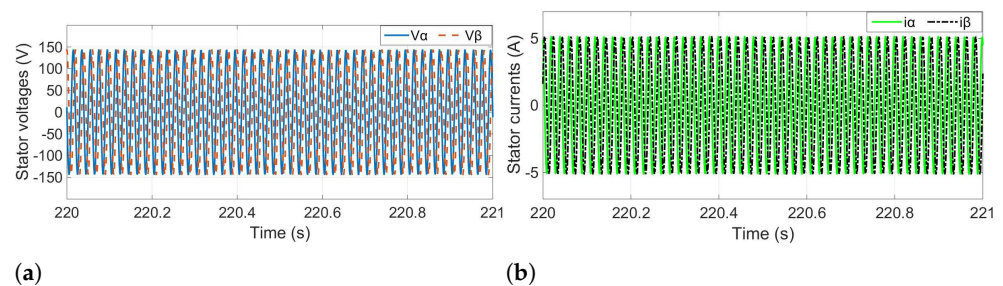 Vα Vβ
Stator voltages (V)
150
100
50
0
-50
-100
-150
220 220.2 220.4 220.6 220.8 221
Time (s)
(a)
iα iβ
Stator currents (A)
5
0
-5
220 220.2 220.4 220.6 220.8 221
Time (s)
(b)